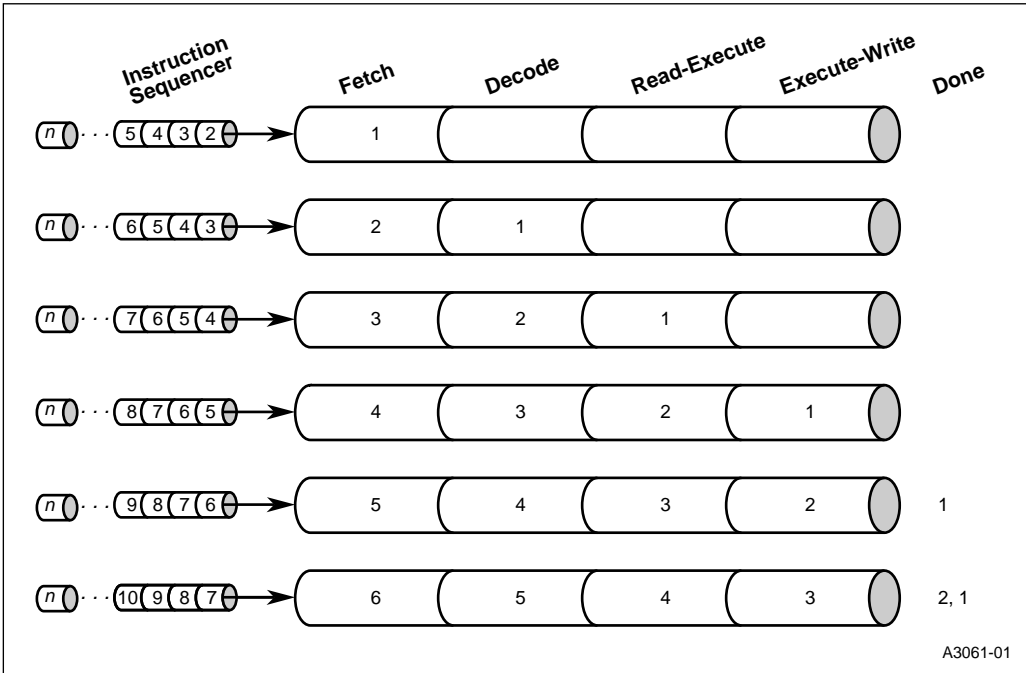 Instruction
Sequencer
Fetch
Decode
Read-Execute
Execute-Write
Done
n . . . 5 4 3 2 1
n . . . 6 5 4 3 2 1
n . . . 7 6 5 4 3 2 1
n . . . 8 7 6 5 4 3 2 1
n . . . 9 8 7 6 5 4 3 2 1
n . . . 10 9 8 7 6 5 4 3 2, 1
A3061-01